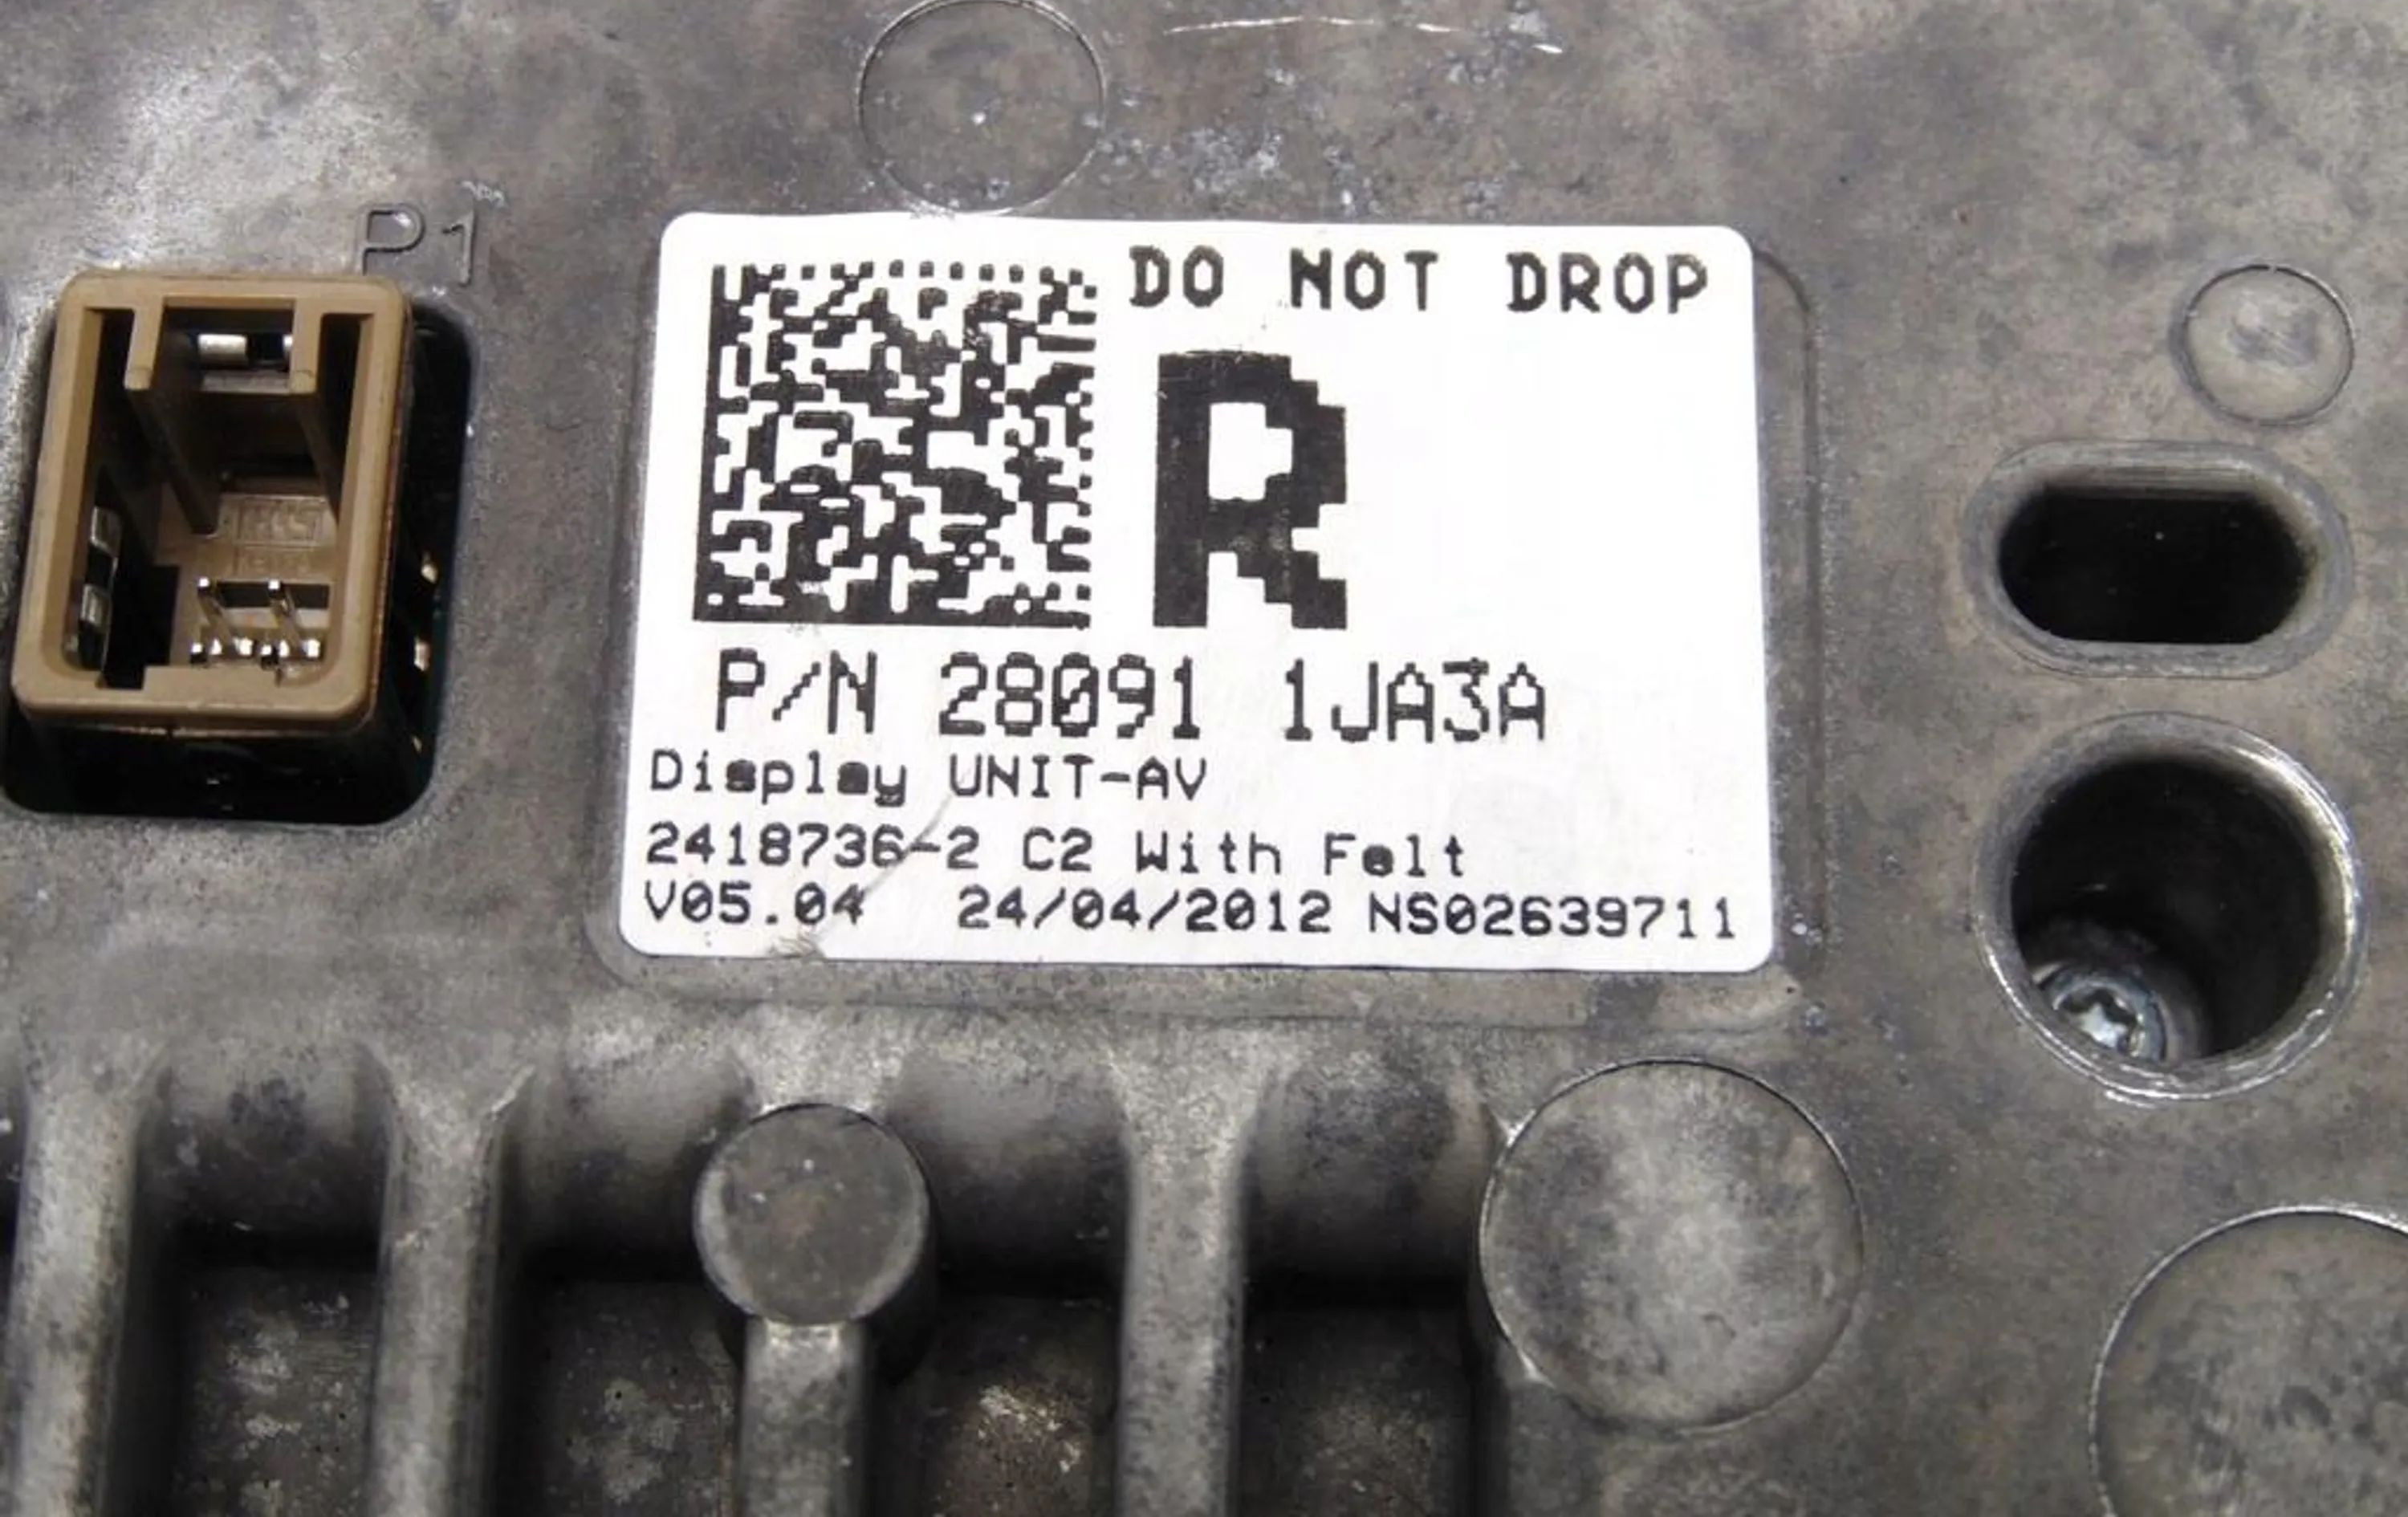 P1
DO NOT DROP
R
P/N 28091 1JA3A
Display UNIT-AV
2418736-2 C2 With Felt
V05.04 24/04/2012 NS02639711